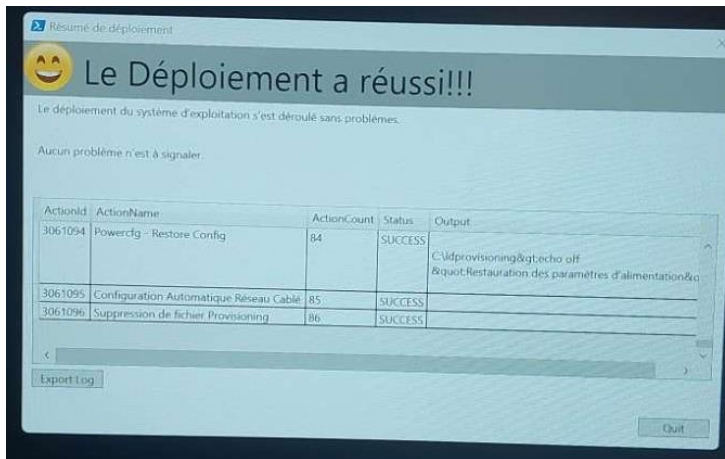 Résumé de déploiement
Le Déploiement a réussi!!!
Le déploiement du système d'exploitation s'est déroulé sans problèmes.
Aucun problème n'est à signaler.
ActionId ActionName ActionCount Status Output
3061094 Powercfg - Restore Config 84 SUCCESS
C:\ldprovisioning&gt;echo off
&quot;Restauration des paramètres d'alimentation&q
3061095 Configuration Automatique Réseau Cablé 85 SUCCESS
3061096 Suppression de fichier Provisioning 86 SUCCESS
Export Log
Quit